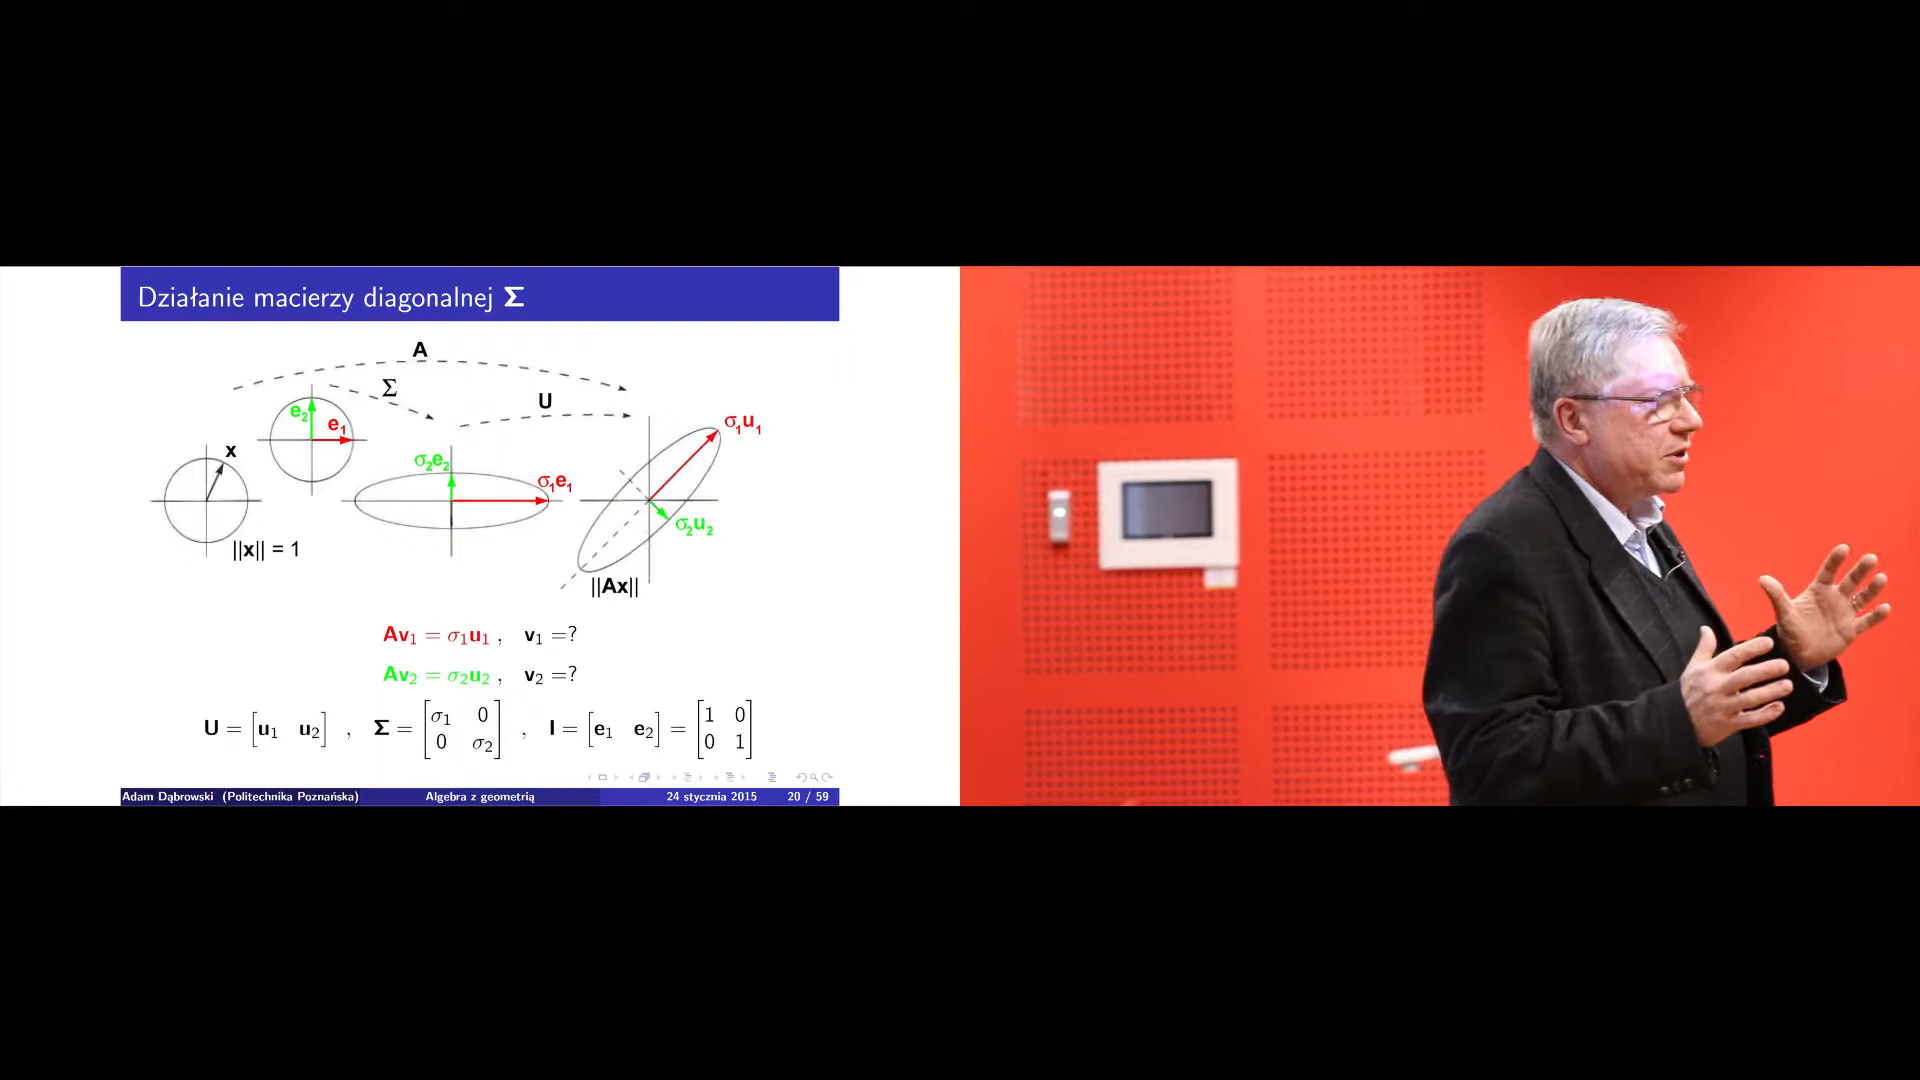 Działanie macierzy diagonalnej Σ
A
Σ
U
e₂
e₁
x
σ₁u₁
σ₂e₂
σ₁e₁
σ₂u₂
||x|| = 1
||Ax||
Av₁ = σ₁u₁ , v₁ =?
Av₂ = σ₂u₂ , v₂ =?
U = [u₁ u₂] , Σ = [σ₁ 0; 0 σ₂] , I = [e₁ e₂] = [1 0; 0 1]
Adam Dąbrowski (Politechnika Poznańska) Algebra z geometrią 24 stycznia 2015 20 / 59